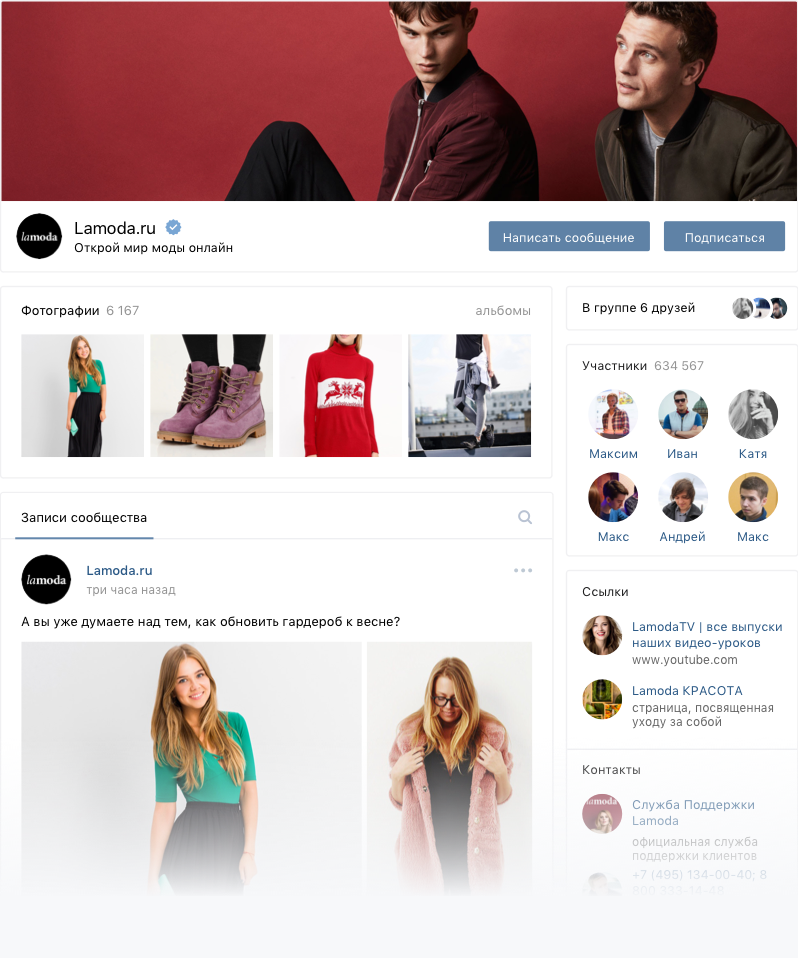 lamoda
Lamoda.ru
Открой мир моды онлайн
Написать сообщение
Подписаться
Фотографии 6 167
альбомы
Записи сообщества
lamoda
Lamoda.ru
три часа назад
А вы уже думаете над тем, как обновить гардероб к весне?
В группе 6 друзей
Участники 634 567
Максим
Иван
Катя
Макс
Андрей
Макс
Ссылки
LamodaTV | все выпуски
наших видео-уроков
www.youtube.com
Lamoda КРАСОТА
страница, посвященная
уходу за собой
Контакты
lamoda
Служба Поддержки
Lamoda
официальная служба
поддержки клиентов
+7 (495) 134-00-40; 8